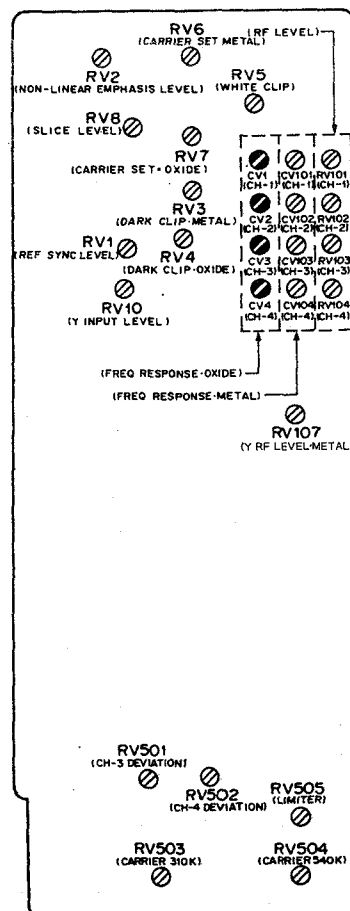 RV6
(CARRIER SET METAL)
(RF LEVEL)
RV2
(NON-LINEAR EMPHASIS LEVEL)
RV5
(WHITE CLIP)
RV8
(SLICE LEVEL)
RV7
(CARRIER SET-OXIDE)
CV1 CV101 RV101
(CH-1) (CH-1) (CH-1)
RV3
(DARK CLIP-METAL)
CV2 CV102 RV102
(CH-2) (CH-2) (CH-2)
RV1
(REF SYNC LEVEL)
RV4
(DARK CLIP-OXIDE)
CV3 CV103 RV103
(CH-3) (CH-3) (CH-3)
RV10
(Y INPUT LEVEL)
CV4 CV104 RV104
(CH-4) (CH-4) (CH-4)
(FREQ RESPONSE-OXIDE)
(FREQ RESPONSE-METAL)
RV107
(Y RF LEVEL-METAL
RV501
(CH-3 DEVIATION)
RV502
(CH-4 DEVIATION)
RV505
(LIMITER)
RV503
(CARRIER 310K)
RV504
(CARRIER 540K)